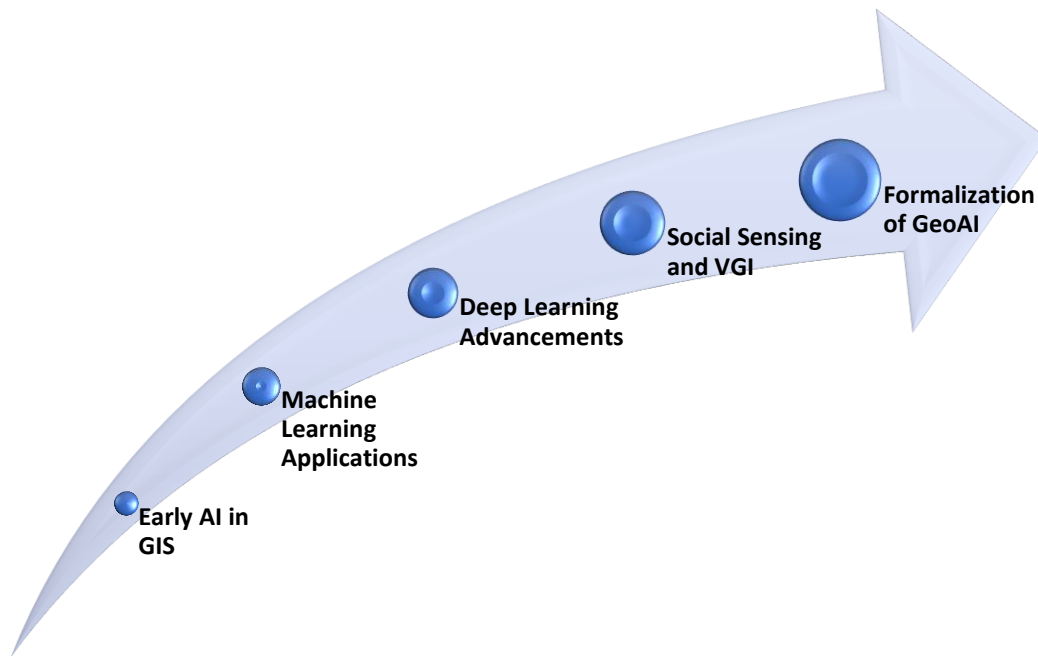 Early AI in
GIS
Machine
Learning
Applications
Deep Learning
Advancements
Social Sensing
and VGI
Formalization
of GeoAI